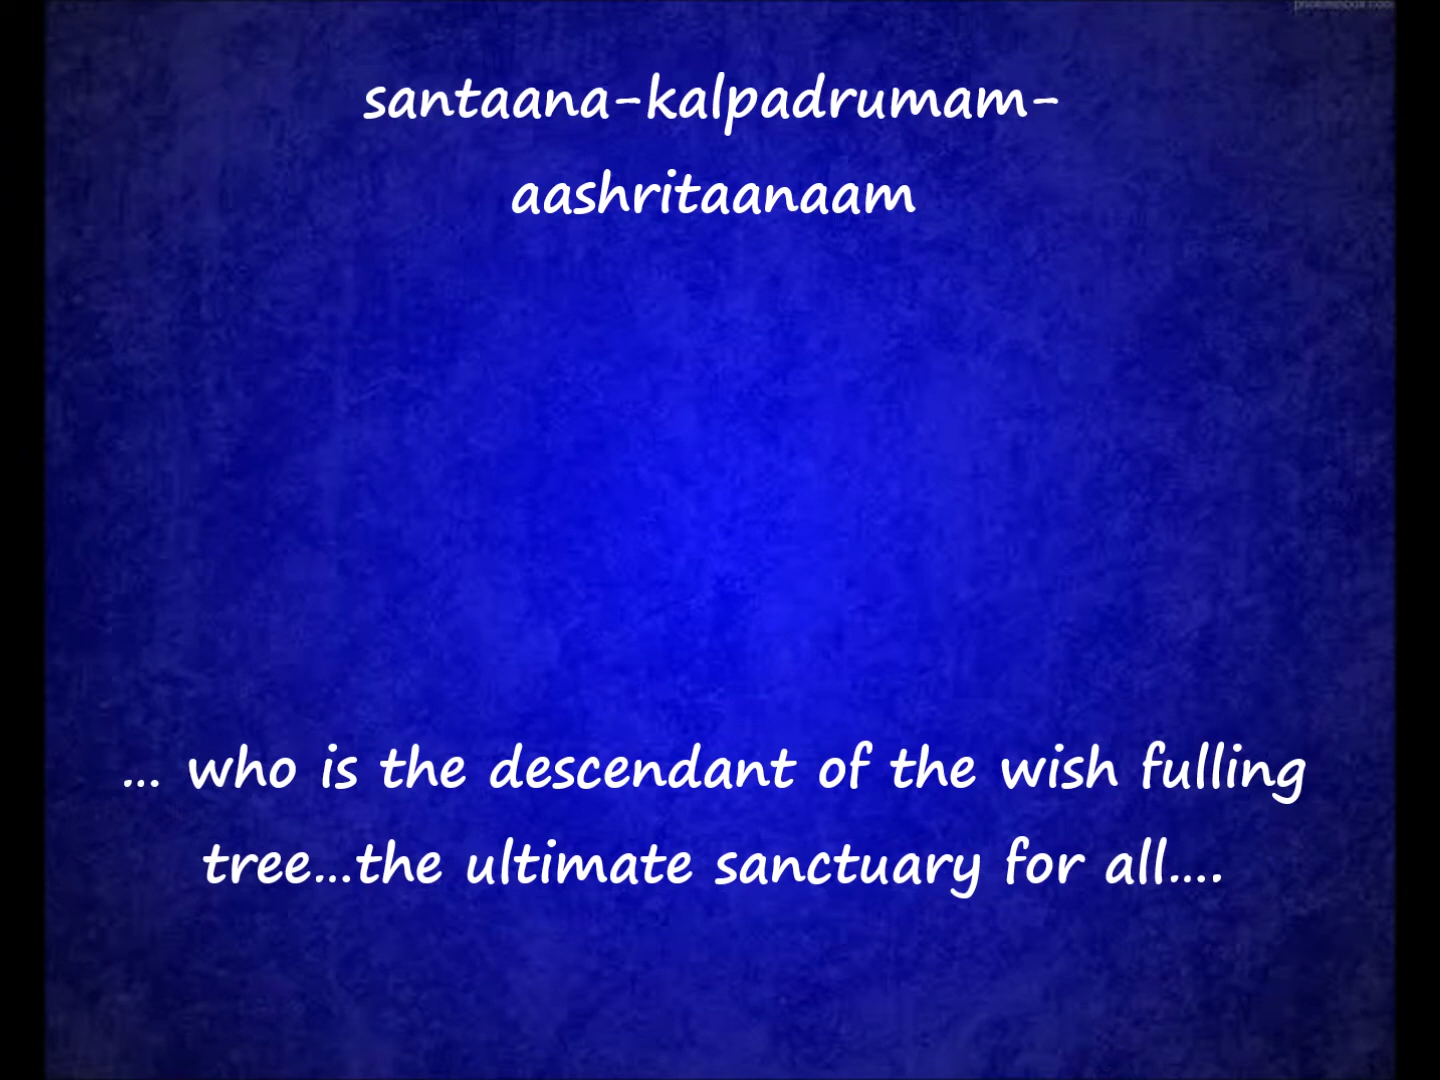 santaana-kalpadrumam-
aashritaanaam
... who is the descendant of the wish fulling
tree...the ultimate sanctuary for all....